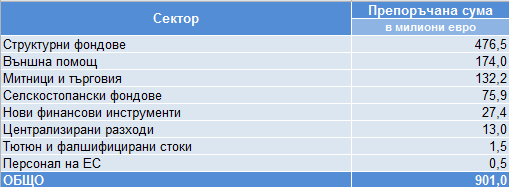 Сектор Препоръчана сума
в милиони евро
Структурни фондове 476,5
Външна помощ 174,0
Митници и търговия 132,2
Селскостопански фондове 75,9
Нови финансови инструменти 27,4
Централизирани разходи 13,0
Тютюн и фалшифицирани стоки 1,5
Персонал на ЕС 0,5
ОБЩО 901,0